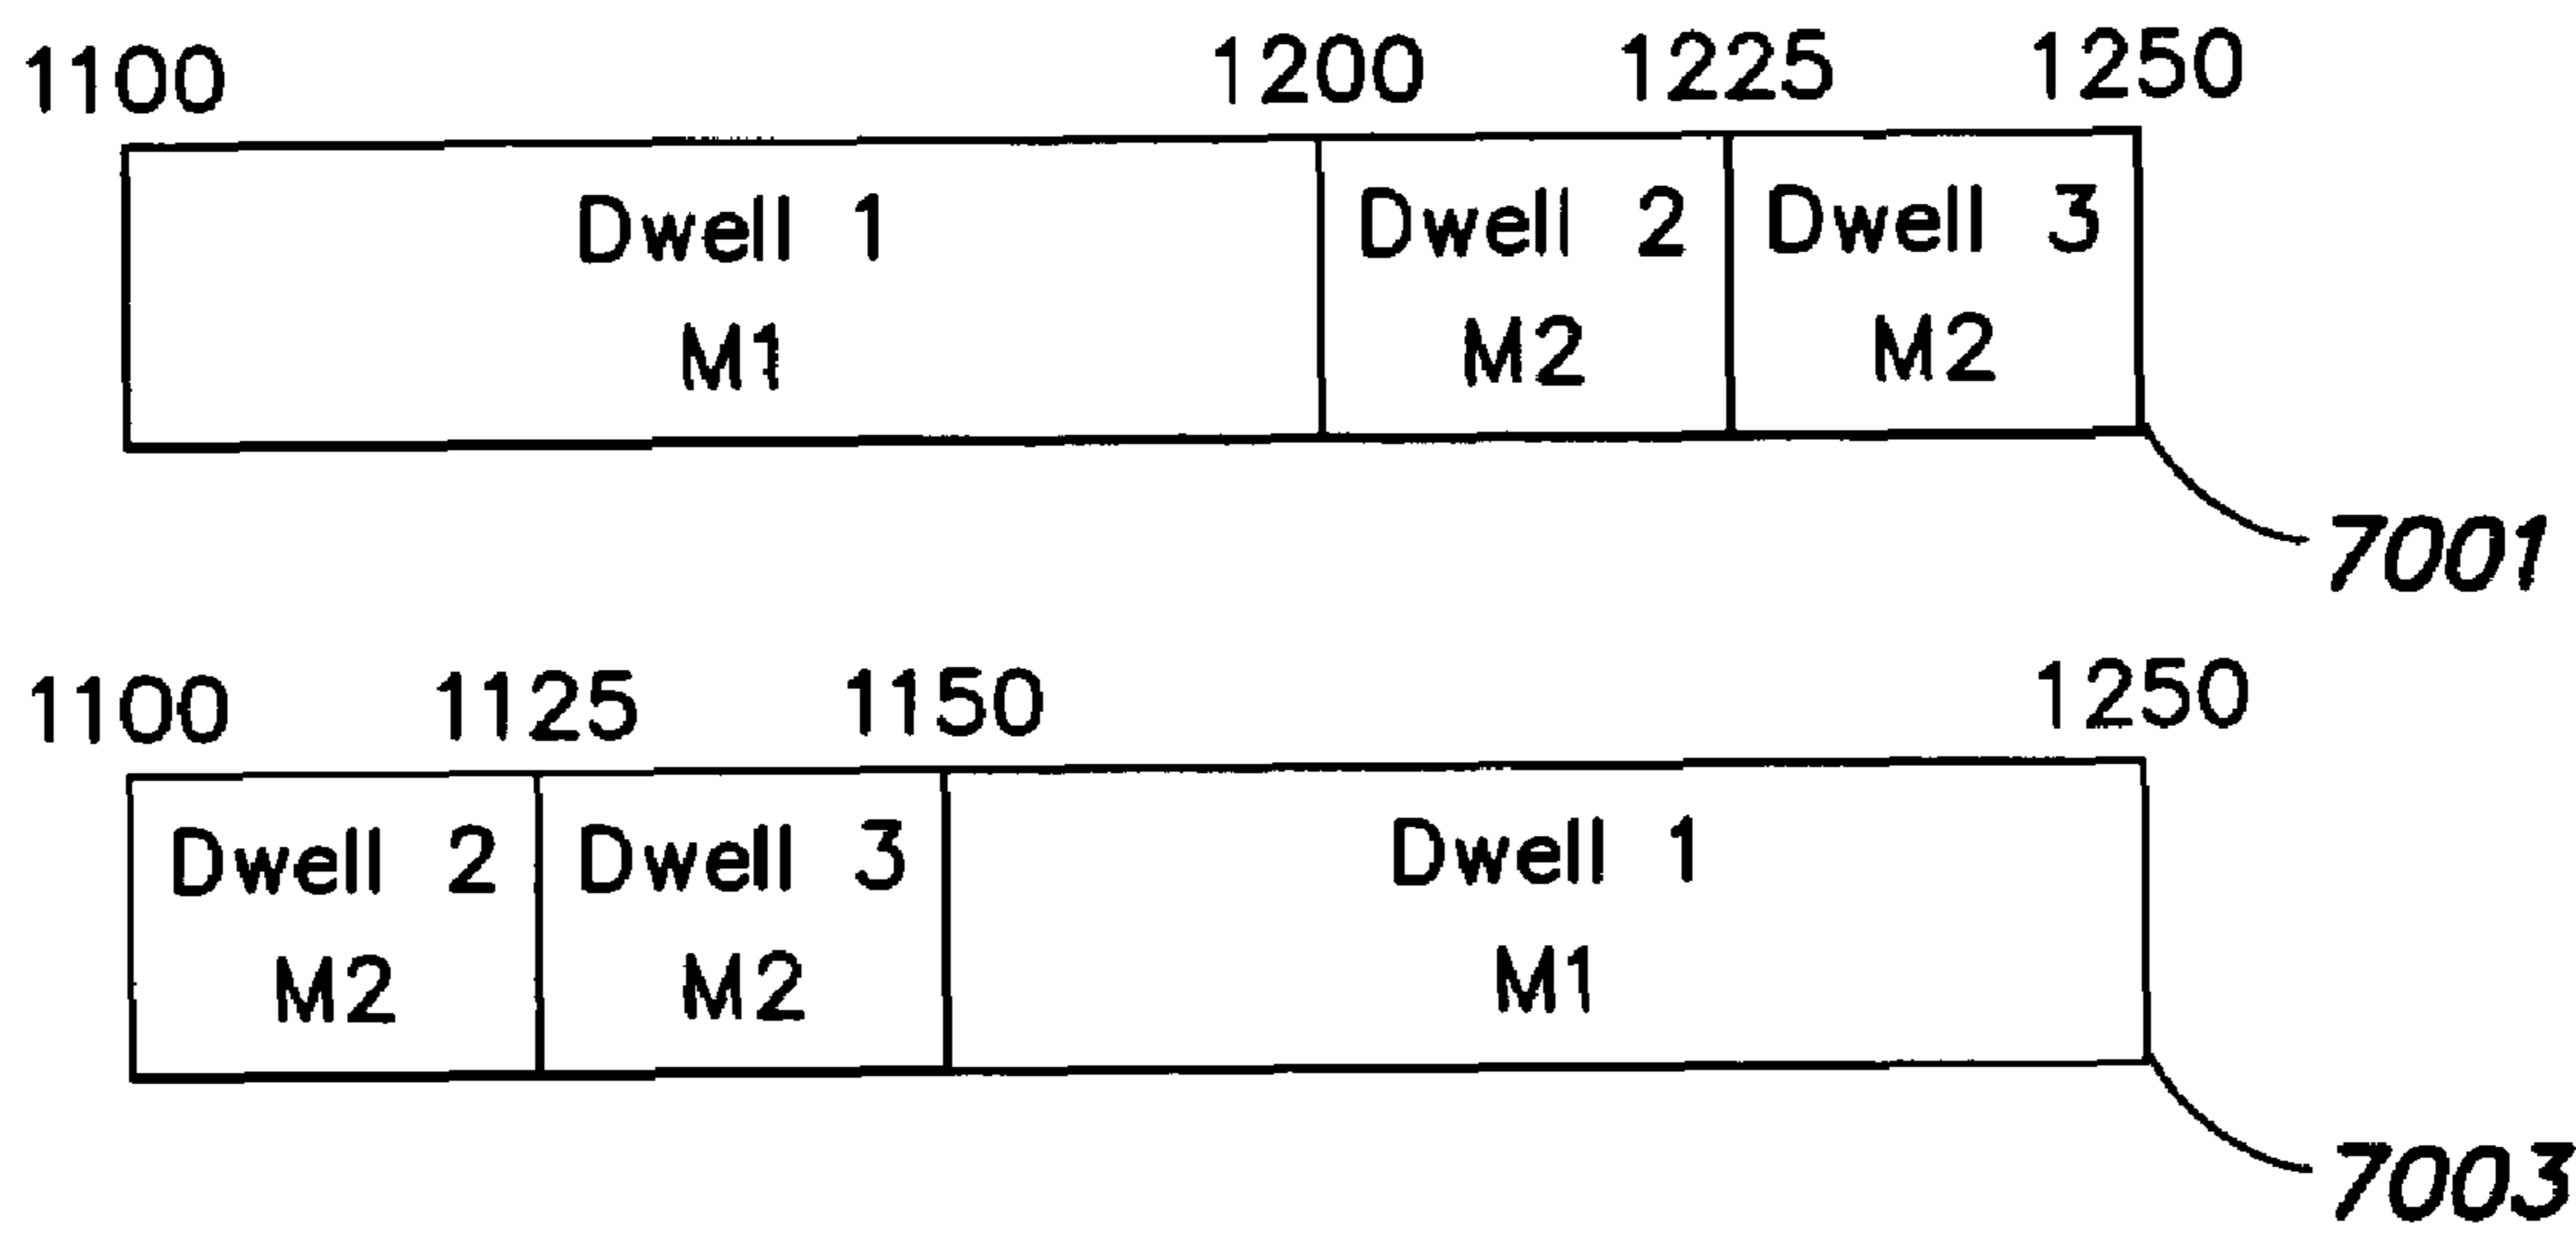 1100 1200 1225 1250
Dwell 1 Dwell 2 Dwell 3
M1 M2 M2
7001
1100 1125 1150 1250
Dwell 2 Dwell 3 Dwell 1
M2 M2 M1
7003